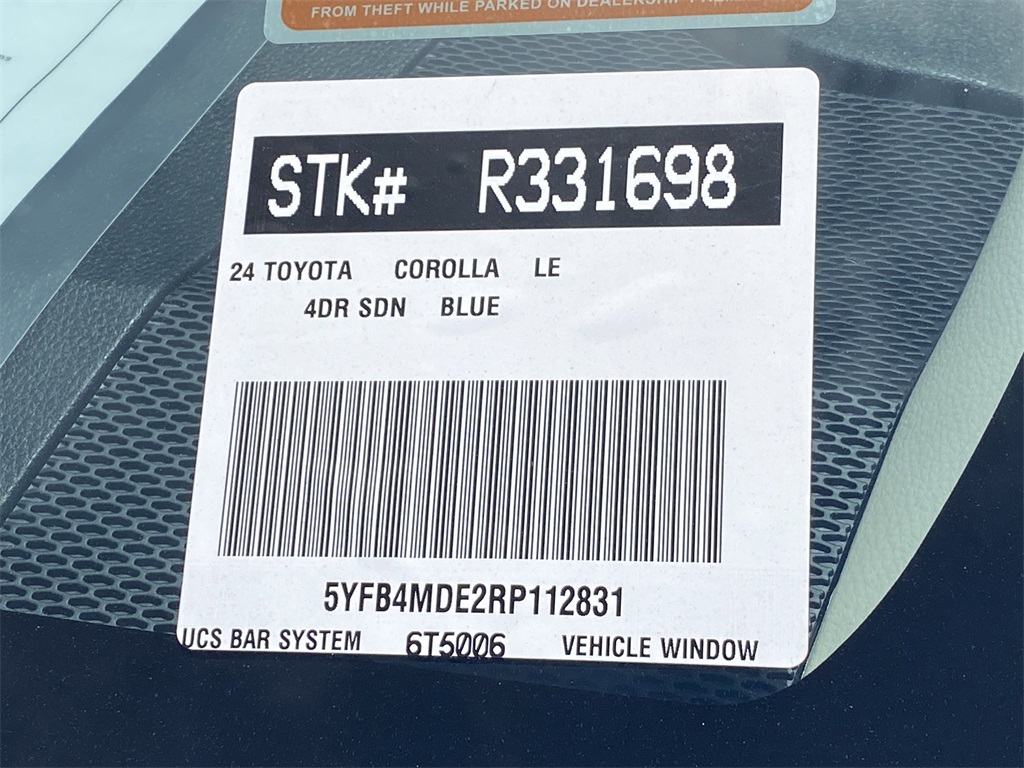 FROM THEFT WHILE PARKED ON DEALERSHIP
STK# R331698
24 TOYOTA COROLLA LE
4DR SDN BLUE
5YFB4MDE2RP112831
UCS BAR SYSTEM 6T5006 VEHICLE WINDOW